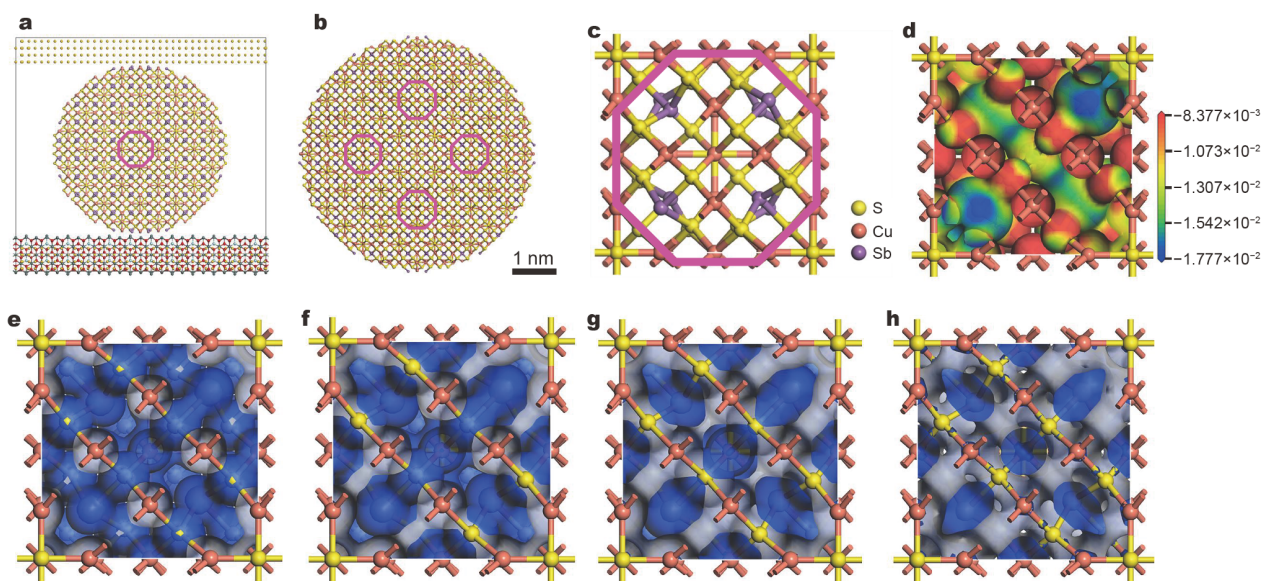 a
b
c
d
1 nm
S
Cu
Sb
−8.377×10⁻³
−1.073×10⁻²
−1.307×10⁻²
−1.542×10⁻²
−1.777×10⁻²
e
f
g
h